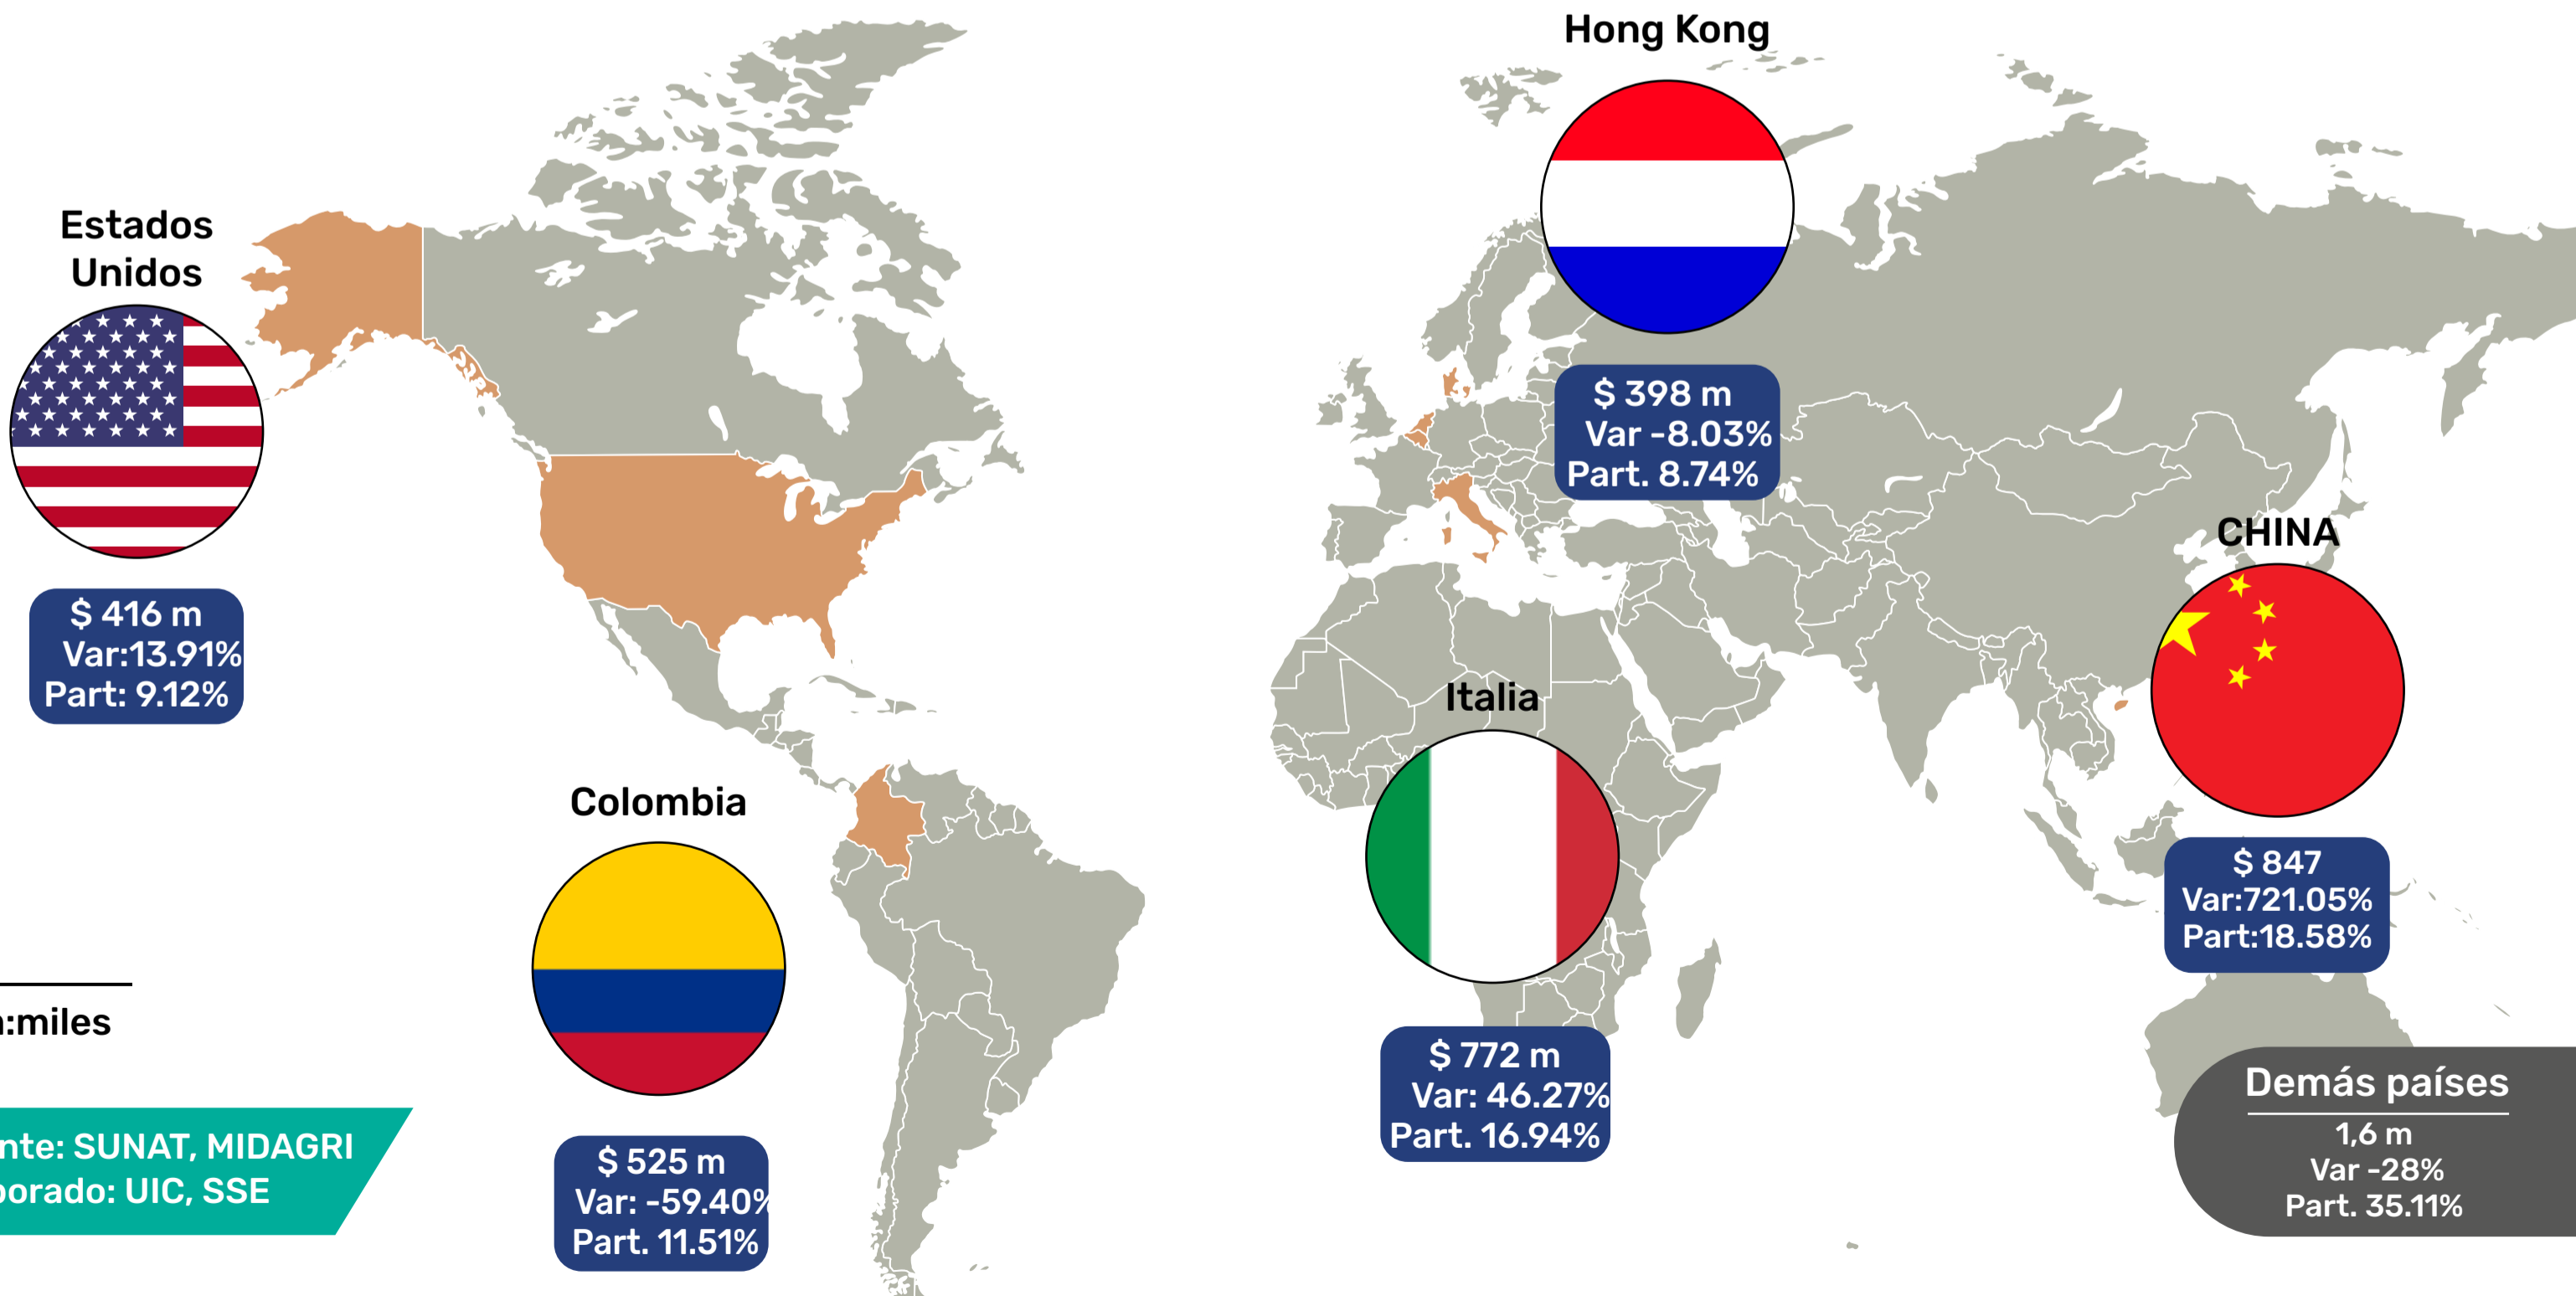 Hong Kong
$ 398 m
Var -8.03%
Part. 8.74%
Estados
Unidos
$ 416 m
Var:13.91%
Part: 9.12%
CHINA
$ 847
Var:721.05%
Part:18.58%
Italia
$ 772 m
Var: 46.27%
Part. 16.94%
Colombia
$ 525 m
Var: -59.40%
Part. 11.51%
:miles
nte: SUNAT, MIDAGRI
orado: UIC, SSE
Demás países
1,6 m
Var -28%
Part. 35.11%